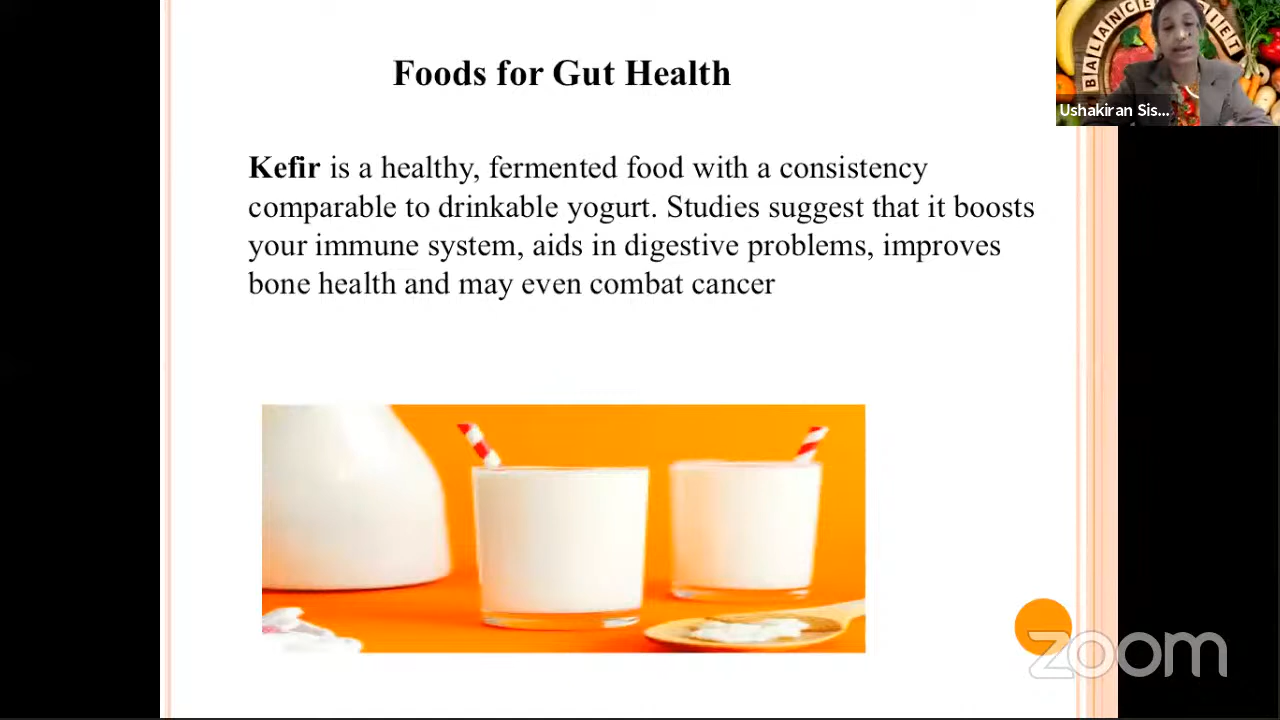 Foods for Gut Health
BALANCE DIET
Ushakiran Sis...
Kefir is a healthy, fermented food with a consistency
comparable to drinkable yogurt. Studies suggest that it boosts
your immune system, aids in digestive problems, improves
bone health and may even combat cancer
zoom